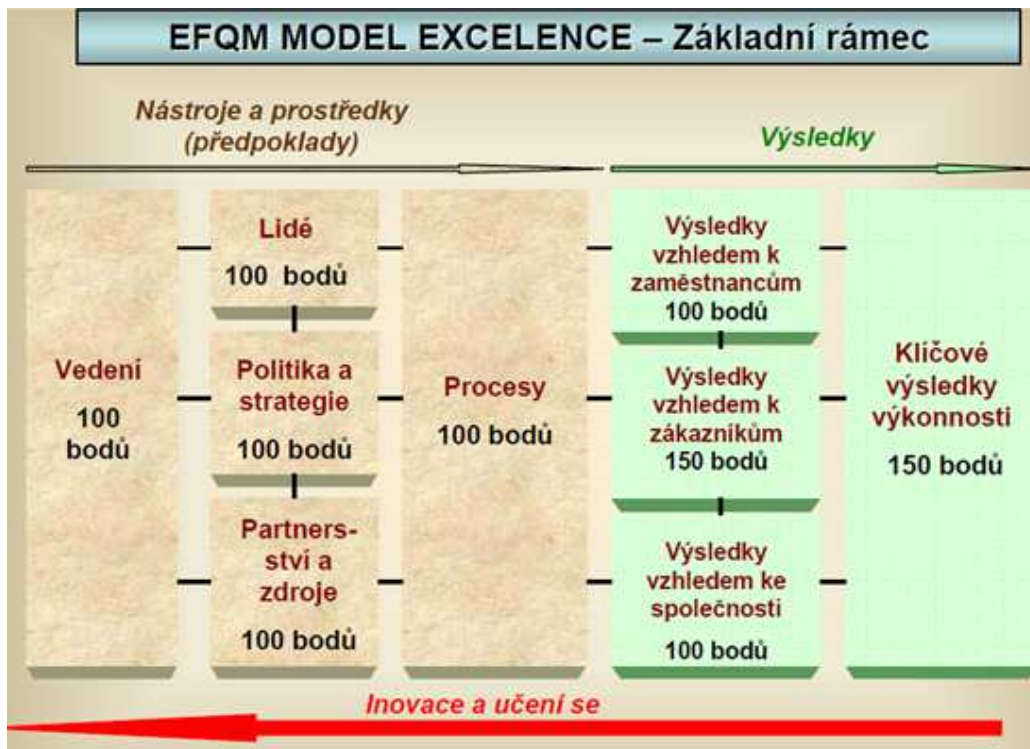 EFQM MODEL EXCELENCE – Základní rámec
Nástroje a prostředky
(předpoklady)
Výsledky
Vedení
100
bodů
Lidé
100 bodů
Politika a
strategie
100 bodů
Partners-
ství a
zdroje
100 bodů
Procesy
100 bodů
Výsledky
vzhledem k
zaměstnancům
100 bodů
Výsledky
vzhledem k
zákazníkům
150 bodů
Výsledky
vzhledem ke
společnosti
100 bodů
Klíčové
výsledky
výkonnosti
150 bodů
Inovace a učení se